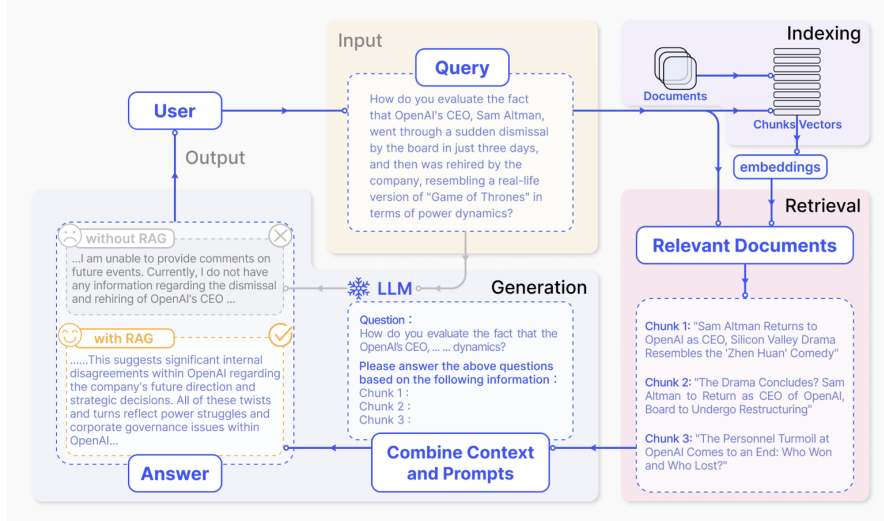 Input
Indexing
Query
Documents
User
How do you evaluate the fact
that OpenAI's CEO, Sam Altman,
went through a sudden dismissal
by the board in just three days,
and then was rehired by the
company, resembling a real-life
version of "Game of Thrones" in
terms of power dynamics?
Chunks Vectors
embeddings
Output
Retrieval
Relevant Documents
without RAG
...I am unable to provide comments on
future events. Currently, I do not have
any information regarding the dismissal
and rehiring of OpenAI's CEO ...
LLM
Generation
Question :
How do you evaluate the fact that the
OpenAI's CEO, ... ... dynamics?
Please answer the above questions
based on the following information :
Chunk 1 :
Chunk 2 :
Chunk 3 :
Chunk 1: "Sam Altman Returns to
OpenAI as CEO, Silicon Valley Drama
Resembles the 'Zhen Huan' Comedy"
Chunk 2: "The Drama Concludes? Sam
Altman to Return as CEO of OpenAI,
Board to Undergo Restructuring"
Chunk 3: "The Personnel Turmoil at
OpenAI Comes to an End: Who Won
and Who Lost?"
with RAG
......This suggests significant internal
disagreements within OpenAI regarding
the company's future direction and
strategic decisions. All of these twists
and turns reflect power struggles and
corporate governance issues within
OpenAI...
Answer
Combine Context
and Prompts